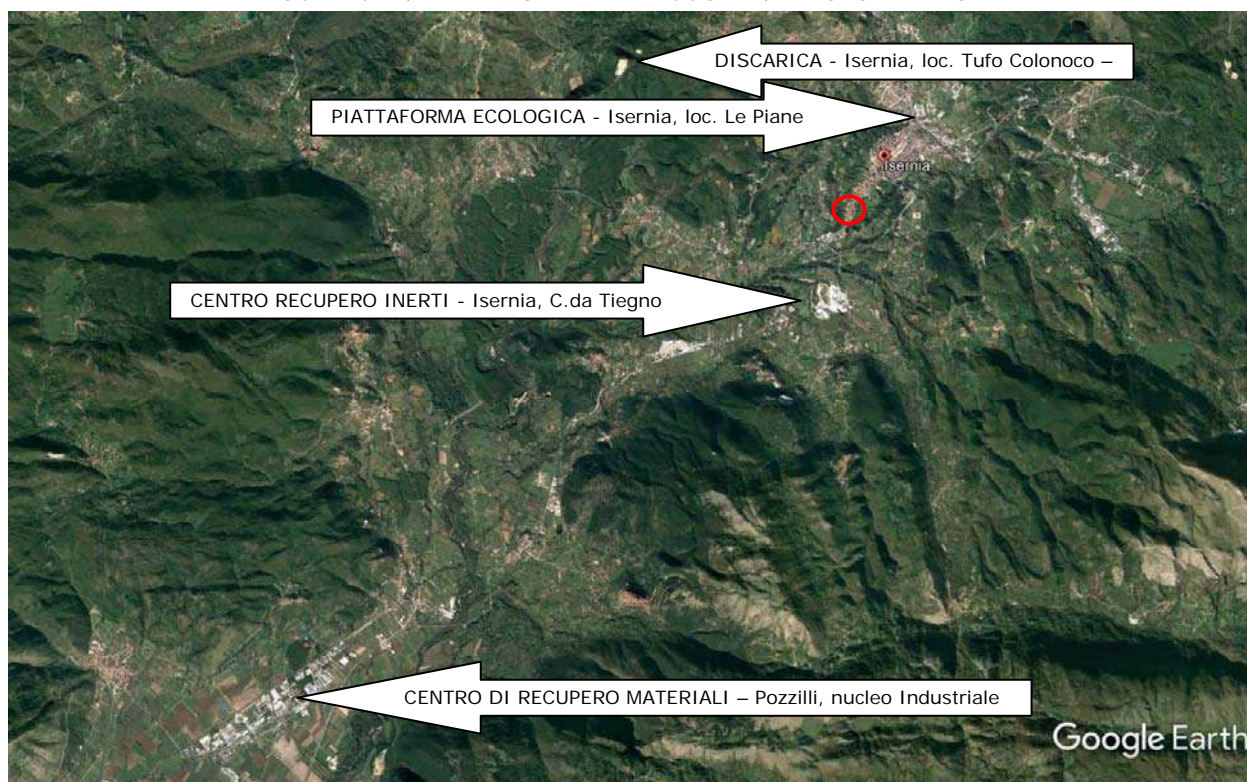 DISCARICA - Isernia, loc. Tufo Colonoco –
PIATTAFORMA ECOLOGICA - Isernia, loc. Le Piane
Isernia
CENTRO RECUPERO INERTI - Isernia, C.da Tiegno
CENTRO DI RECUPERO MATERIALI – Pozzilli, nucleo Industriale
Google Earth